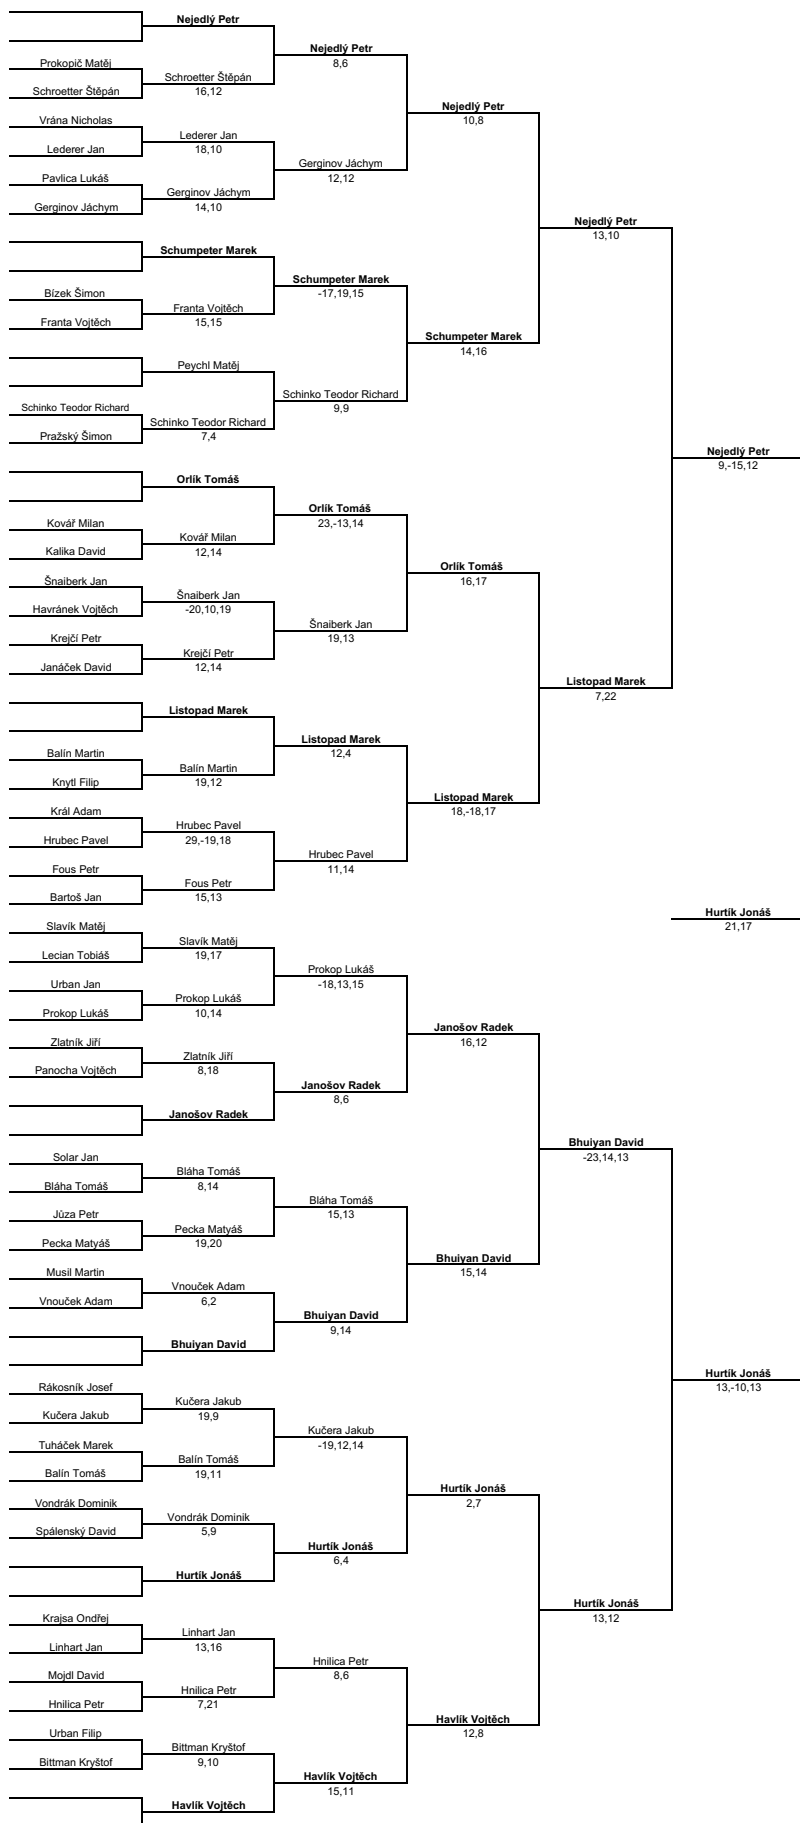 Nejedlý Petr
Nejedlý Petr
8,6
Prokopič Matěj
Schroetter Štěpán
Schroetter Štěpán
16,12
Nejedlý Petr
10,8
Vrána Nicholas
Lederer Jan
Lederer Jan
18,10
Gerginov Jáchym
12,12
Pavlica Lukáš
Gerginov Jáchym
Gerginov Jáchym
14,10
Nejedlý Petr
13,10
Schumpeter Marek
Schumpeter Marek
-17,19,15
Bízek Šimon
Franta Vojtěch
Franta Vojtěch
15,15
Schumpeter Marek
14,16
Peychl Matěj
Schinko Teodor Richard
9,9
Schinko Teodor Richard
Pražský Šimon
Schinko Teodor Richard
7,4
Nejedlý Petr
9,-15,12
Orlík Tomáš
Orlík Tomáš
23,-13,14
Kovář Milan
Kalika David
Kovář Milan
12,14
Orlík Tomáš
16,17
Šnaiberk Jan
Havránek Vojtěch
Šnaiberk Jan
-20,10,19
Šnaiberk Jan
19,13
Krejčí Petr
Janáček David
Krejčí Petr
12,14
Listopad Marek
7,22
Listopad Marek
Listopad Marek
12,4
Balín Martin
Knytl Filip
Balín Martin
19,12
Listopad Marek
18,-18,17
Král Adam
Hrubec Pavel
Hrubec Pavel
29,-19,18
Hrubec Pavel
11,14
Fous Petr
Bartoš Jan
Fous Petr
15,13
Hurtík Jonáš
21,17
Slavík Matěj
Lecian Tobiáš
Slavík Matěj
19,17
Prokop Lukáš
-18,13,15
Urban Jan
Prokop Lukáš
Prokop Lukáš
10,14
Janošov Radek
16,12
Zlatník Jiří
Panocha Vojtěch
Zlatník Jiří
8,18
Janošov Radek
8,6
Janošov Radek
Bhuiyan David
-23,14,13
Solar Jan
Bláha Tomáš
Bláha Tomáš
8,14
Bláha Tomáš
15,13
Jůza Petr
Pecka Matyáš
Pecka Matyáš
19,20
Bhuiyan David
15,14
Musil Martin
Vnouček Adam
Vnouček Adam
6,2
Bhuiyan David
9,14
Bhuiyan David
Hurtík Jonáš
13,-10,13
Rákosník Josef
Kučera Jakub
Kučera Jakub
19,9
Kučera Jakub
-19,12,14
Tuháček Marek
Balín Tomáš
Balín Tomáš
19,11
Hurtík Jonáš
2,7
Vondrák Dominik
Spálenský David
Vondrák Dominik
5,9
Hurtík Jonáš
6,4
Hurtík Jonáš
Hurtík Jonáš
13,12
Krajsa Ondřej
Linhart Jan
Linhart Jan
13,16
Hnilica Petr
8,6
Mojdl David
Hnilica Petr
Hnilica Petr
7,21
Havlík Vojtěch
12,8
Urban Filip
Bittman Kryštof
Bittman Kryštof
9,10
Havlík Vojtěch
15,11
Havlík Vojtěch